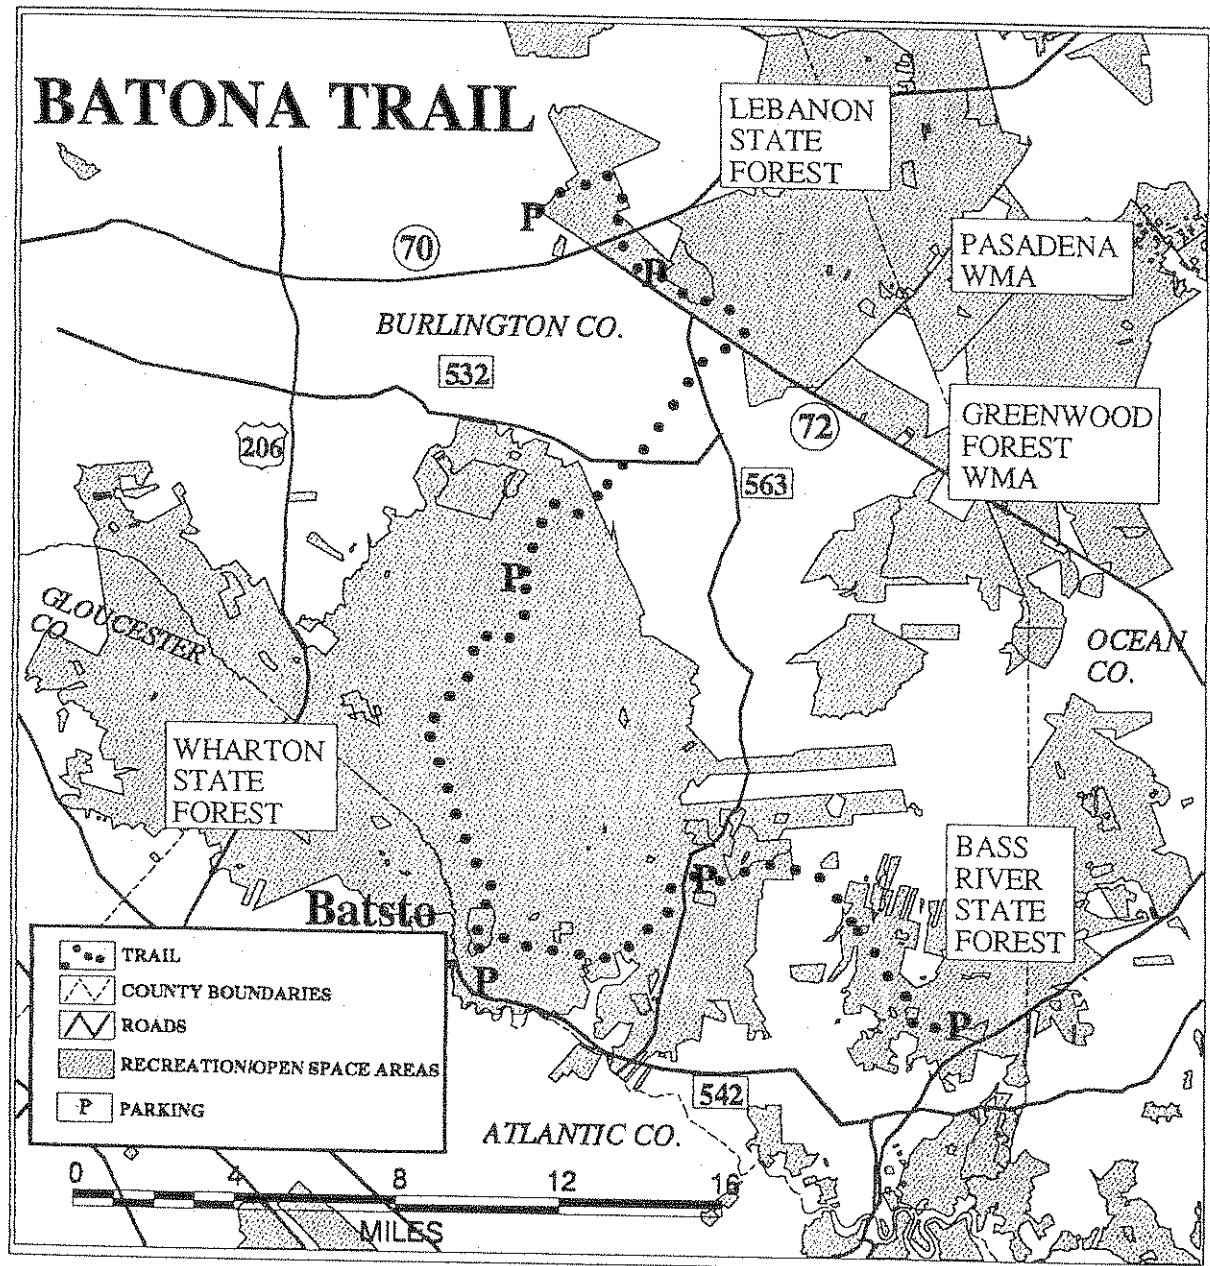 BATONA TRAIL
LEBANON
STATE
FOREST
P
70
PASADENA
WMA
P
BURLINGTON CO.
532
GREENWOOD
FOREST
WMA
72
206
563
P
GLOUCESTER
CO.
OCEAN
CO.
WHARTON
STATE
FOREST
BASS
RIVER
STATE
FOREST
P
Batsto
P
P
TRAIL
COUNTY BOUNDARIES
ROADS
RECREATION/OPEN SPACE AREAS
P PARKING
542
ATLANTIC CO.
0 4 8 12 16
MILES